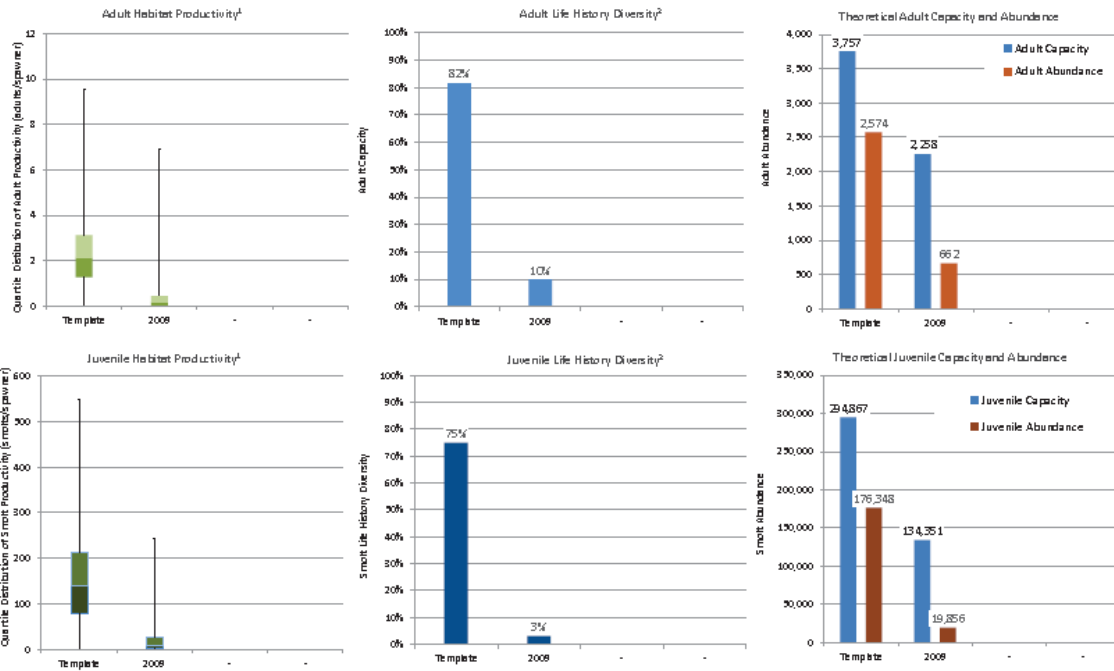 Adult Habitat Productivity¹
Quartile Distibution of Adult Productivity (adults/spawner)
12
10
8
6
4
2
0
Template 2009 - -
Adult Life History Diversity²
Adult Capacity
100%
90%
80%
70%
60%
50%
40%
30%
20%
10%
0%
82%
10%
Template 2009 - -
Theoretical Adult Capacity and Abundance
Adult Abundance
4,000
3,500
3,000
2,500
2,000
1,500
1,000
500
0
3,757
2,574
2,258
662
Adult Capacity
Adult Abundance
Template 2009 - -
Juvenile Habitat Productivity¹
Quartile Distribution of Smolt Productivity (smolts/spawner)
600
500
400
300
200
100
0
Template 2009 - -
Juvenile Life History Diversity²
Smolt Life History Diversity
100%
90%
80%
70%
60%
50%
40%
30%
20%
10%
0%
75%
3%
Template 2009 - -
Theoretical Juvenile Capacity and Abundance
Smolt Abundance
350,000
300,000
250,000
200,000
150,000
100,000
50,000
0
294,867
176,348
134,351
19,856
Juvenile Capacity
Juvenile Abundance
Template 2009 - -